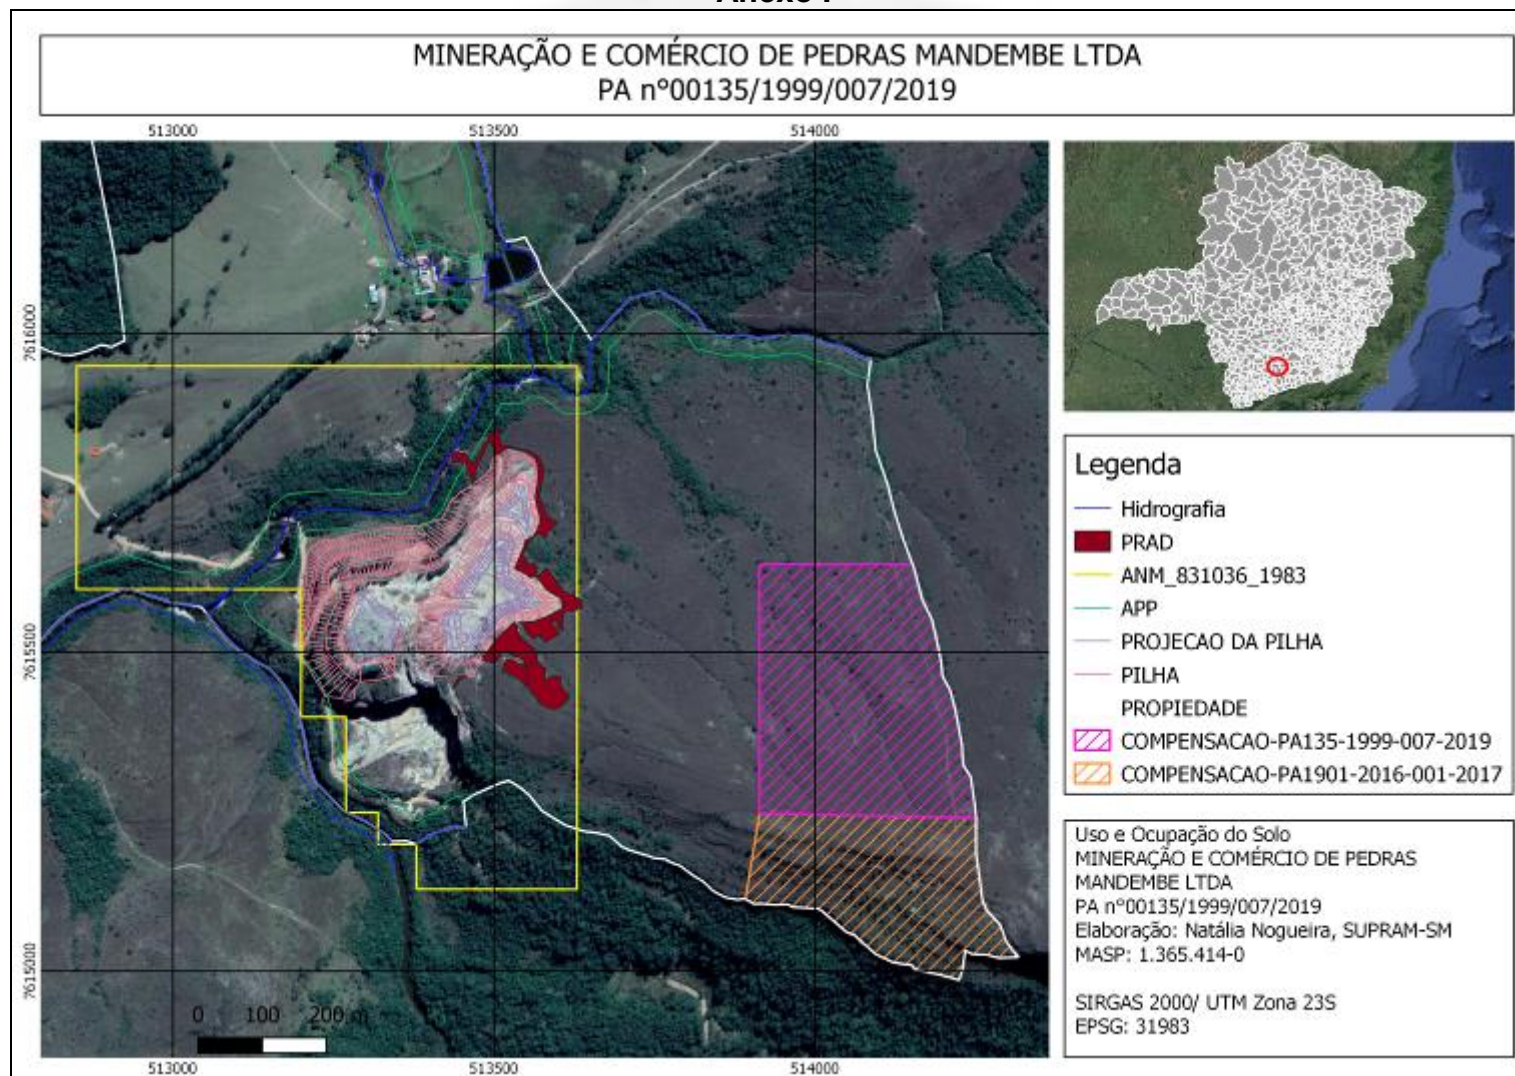 Anexo I
MINERAÇÃO E COMÉRCIO DE PEDRAS MANDEMBE LTDA
PA n°00135/1999/007/2019
513000 513500 514000
7616000
7615500
7615000
0 100 200 m
513000 513500 514000
Legenda
Hidrografia
PRAD
ANM_831036_1983
APP
PROJECAO DA PILHA
PILHA
PROPIEDADE
COMPENSACAO-PA135-1999-007-2019
COMPENSACAO-PA1901-2016-001-2017
Uso e Ocupação do Solo
MINERAÇÃO E COMÉRCIO DE PEDRAS
MANDEMBE LTDA
PA n°00135/1999/007/2019
Elaboração: Natália Nogueira, SUPRAM-SM
MASP: 1.365.414-0
SIRGAS 2000/ UTM Zona 23S
EPSG: 31983